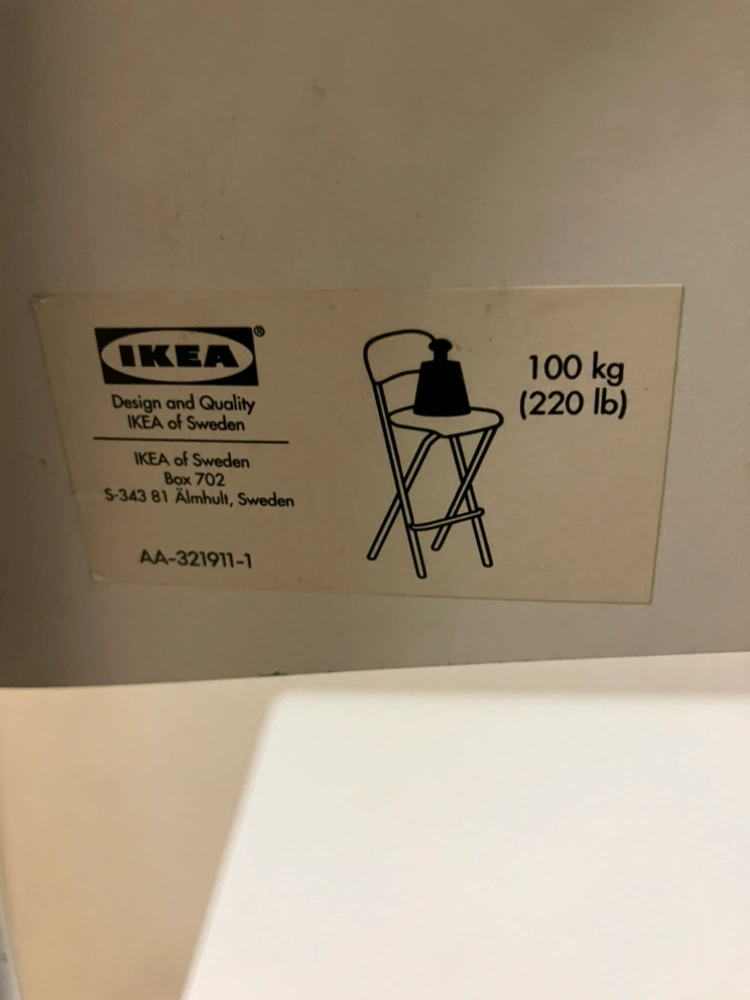 IKEA®
Design and Quality
IKEA of Sweden
IKEA of Sweden
Box 702
S-343 81 Älmhult, Sweden
AA-321911-1
100 kg
(220 lb)